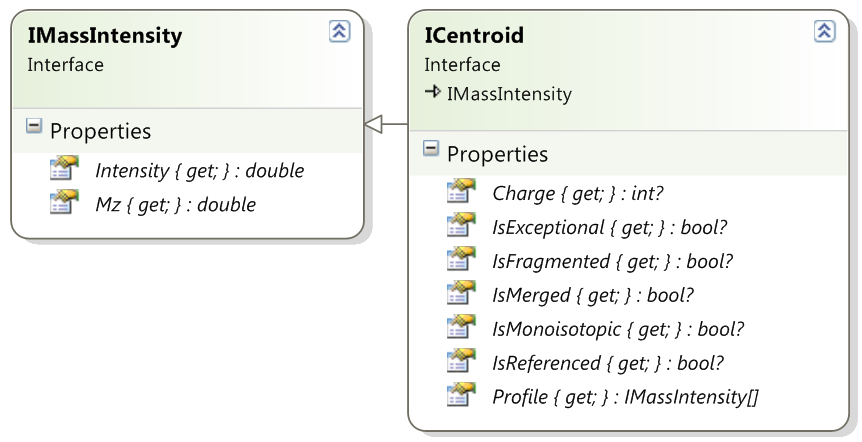 IMassIntensity
Interface
Properties
Intensity { get; } : double
Mz { get; } : double
ICentroid
Interface
IMassIntensity
Properties
Charge { get; } : int?
IsExceptional { get; } : bool?
IsFragmented { get; } : bool?
IsMerged { get; } : bool?
IsMonoisotopic { get; } : bool?
IsReferenced { get; } : bool?
Profile { get; } : IMassIntensity[]